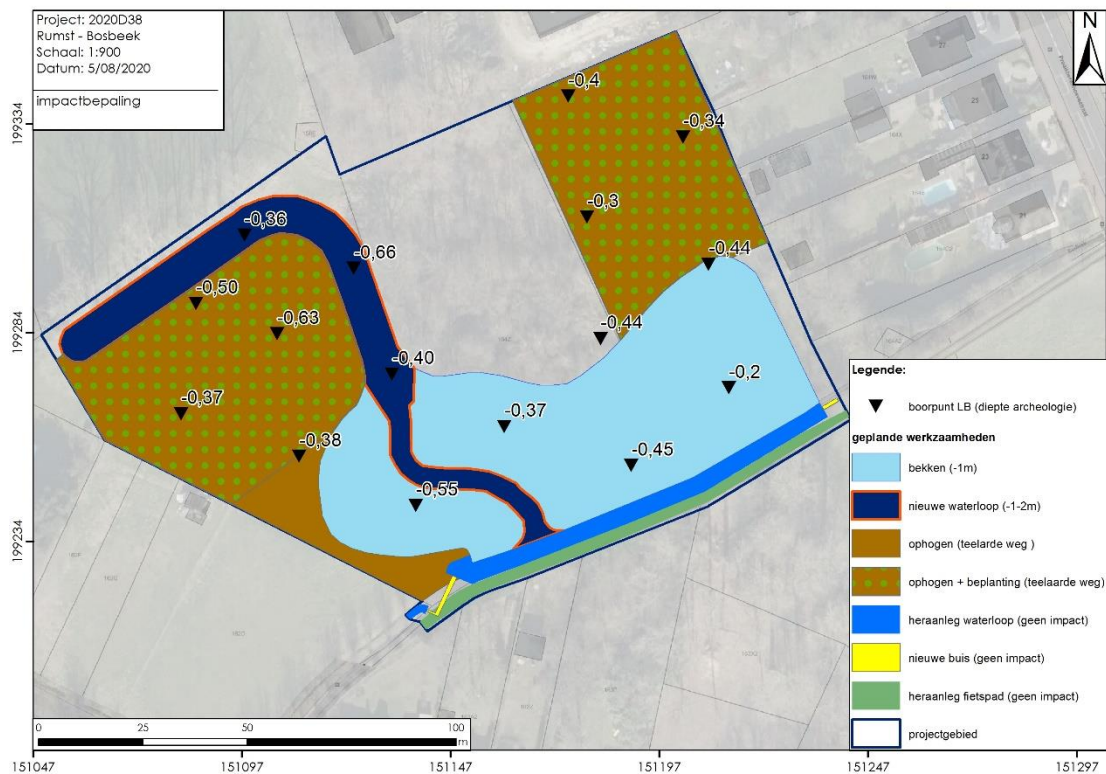 Project: 2020D38
Rumst - Bosbeek
Schaal: 1:900
Datum: 5/08/2020
impactbepaling
N
-0,4
-0,34
-0,3
-0,44
-0,36
-0,66
-0,50
-0,63
-0,44
-0,40
-0,2
-0,37
-0,37
-0,38
-0,45
-0,55
199334
199284
199234
27
25
23
21
Legende:
boorpunt LB (diepte archeologie)
geplande werkzaamheden
bekken (-1m)
nieuwe waterloop (-1-2m)
ophogen (teelarde weg )
ophogen + beplanting (teelaarde weg)
heraanleg waterloop (geen impact)
nieuwe buis (geen impact)
heraanleg fietspad (geen impact)
projectgebied
0 25 50 100
m
151047 151097 151147 151197 151247 151297